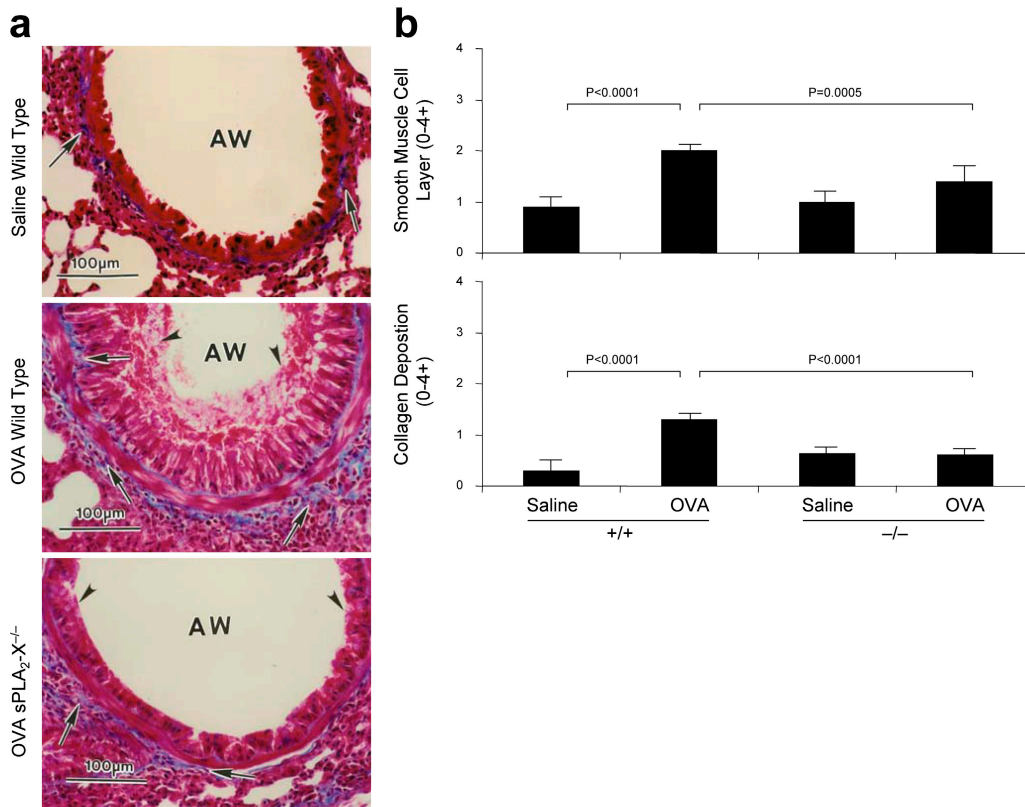 a
Saline Wild Type
AW
100µm
OVA Wild Type
AW
100µm
OVA sPLA₂-X⁻/⁻
AW
100µm
b
Smooth Muscle Cell
Layer (0-4+)
4
3
2
1
0
P<0.0001
P=0.0005
Collagen Depostion
(0-4+)
4
3
2
1
0
P<0.0001
P<0.0001
Saline
OVA
Saline
OVA
+/+
–/–